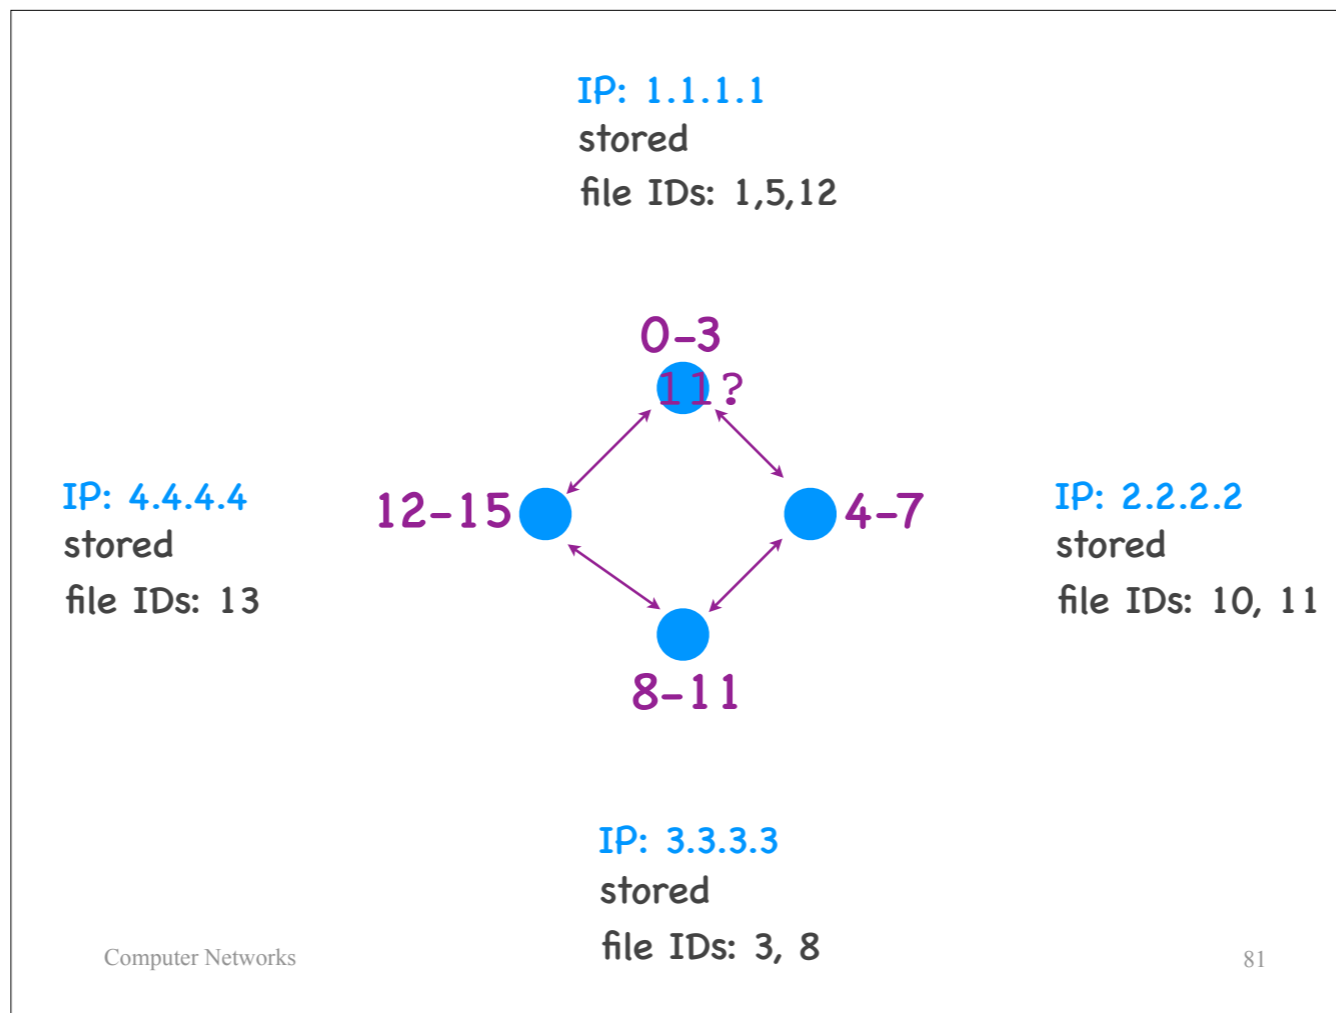 IP: 1.1.1.1
stored
file IDs: 1,5,12
0-3
11?
IP: 4.4.4.4
stored
file IDs: 13
12-15
4-7
IP: 2.2.2.2
stored
file IDs: 10, 11
8-11
IP: 3.3.3.3
stored
file IDs: 3, 8
Computer Networks
81